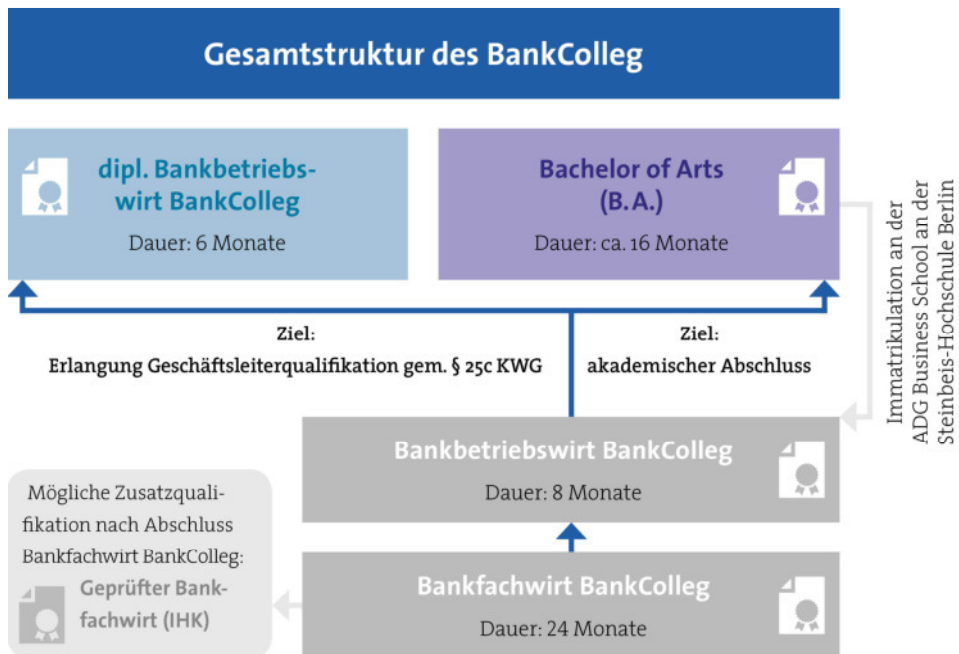 Gesamtstruktur des BankColleg
dipl. Bankbetriebs-
wirt BankColleg
Dauer: 6 Monate
Bachelor of Arts
(B.A.)
Dauer: ca. 16 Monate
Immatrikulation an der
ADG Business School an der
Steinbeis-Hochschule Berlin
Ziel:
Erlangung Geschäftsleiterqualifikation gem. § 25c KWG
Ziel:
akademischer Abschluss
Bankbetriebswirt BankColleg
Dauer: 8 Monate
Mögliche Zusatzquali-
fikation nach Abschluss
Bankfachwirt BankColleg:
Geprüfter Bank-
fachwirt (IHK)
Bankfachwirt BankColleg
Dauer: 24 Monate